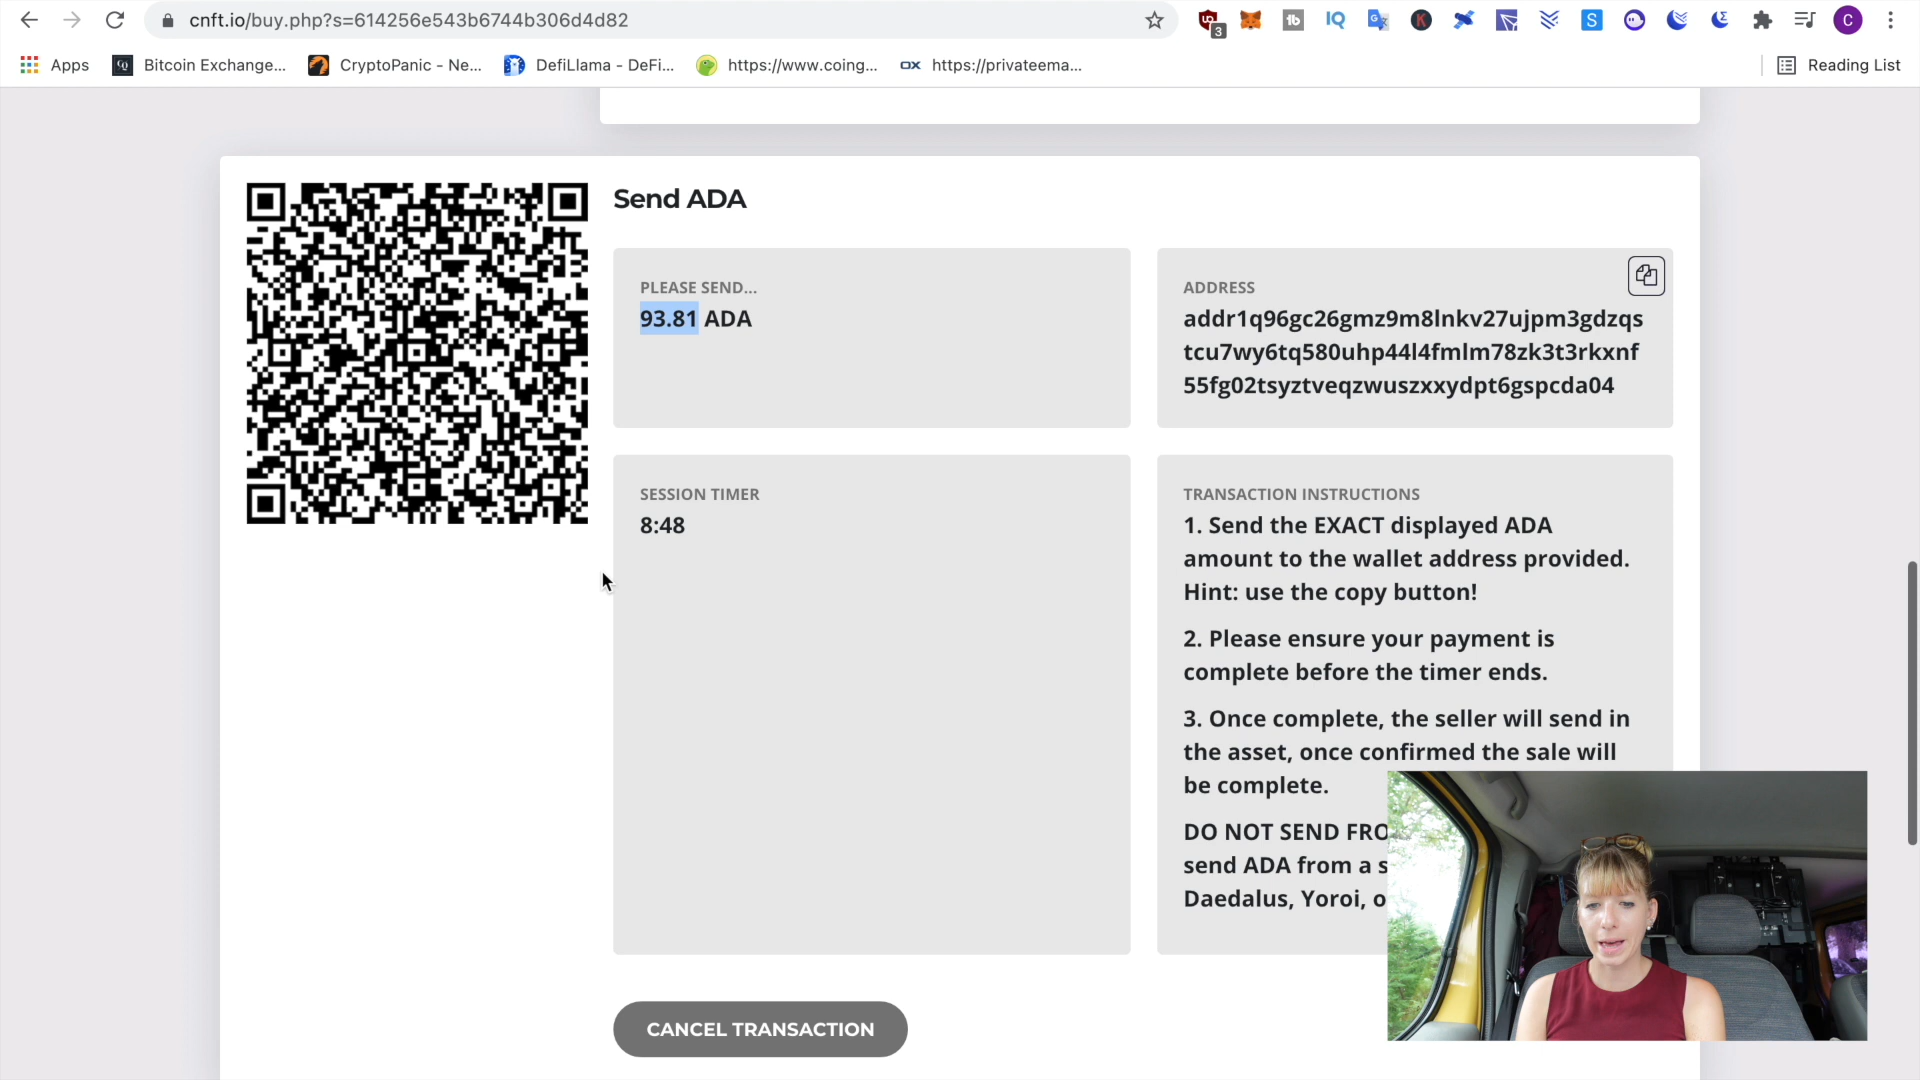 cnft.io/buy.php?s=614256e543b6744b306d4d82
3
C
Apps
Bitcoin Exchange...
CryptoPanic - Ne...
DefiLlama - DeFi...
https://www.coing...
https://privateema...
Reading List
Send ADA
PLEASE SEND...
93.81 ADA
ADDRESS
addr1q96gc26gmz9m8lnkv27ujpm3gdzqs
tcu7wy6tq580uhp44l4fmlm78zk3t3rkxnf
55fg02tsyztveqzwuszxxydpt6gspcda04
SESSION TIMER
8:48
TRANSACTION INSTRUCTIONS
1. Send the EXACT displayed ADA
amount to the wallet address provided.
Hint: use the copy button!
2. Please ensure your payment is
complete before the timer ends.
3. Once complete, the seller will send in
the asset, once confirmed the sale will
be complete.
DO NOT SEND FRO
send ADA from a s
Daedalus, Yoroi, o
CANCEL TRANSACTION